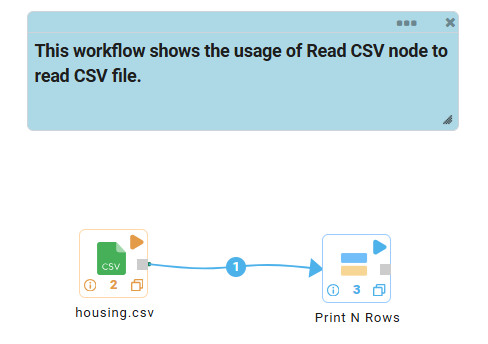 This workflow shows the usage of Read CSV node to
read CSV file.
1
CSV
2
3
housing.csv
Print N Rows